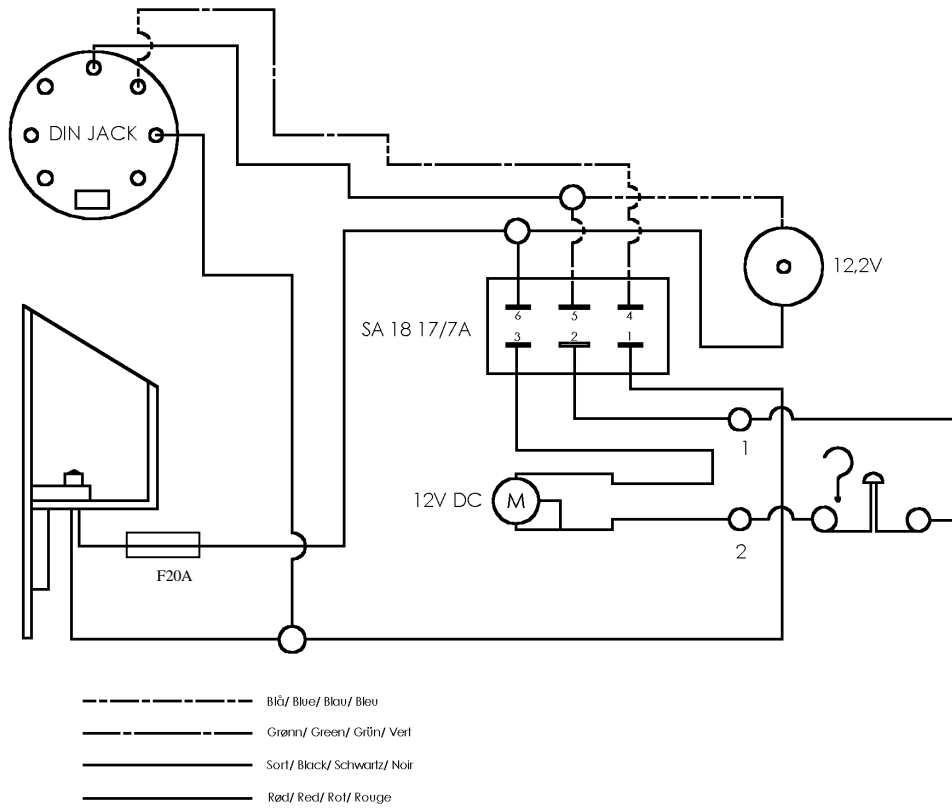 DIN JACK
12,2V
SA 18 17/7A
6 5 4
3 2 1
1
12V DC
M
?
2
F20A
Blå/ Blue/ Blau/ Bleu
Grønn/ Green/ Grün/ Vert
Sort/ Black/ Schwartz/ Noir
Rød/ Red/ Rot/ Rouge